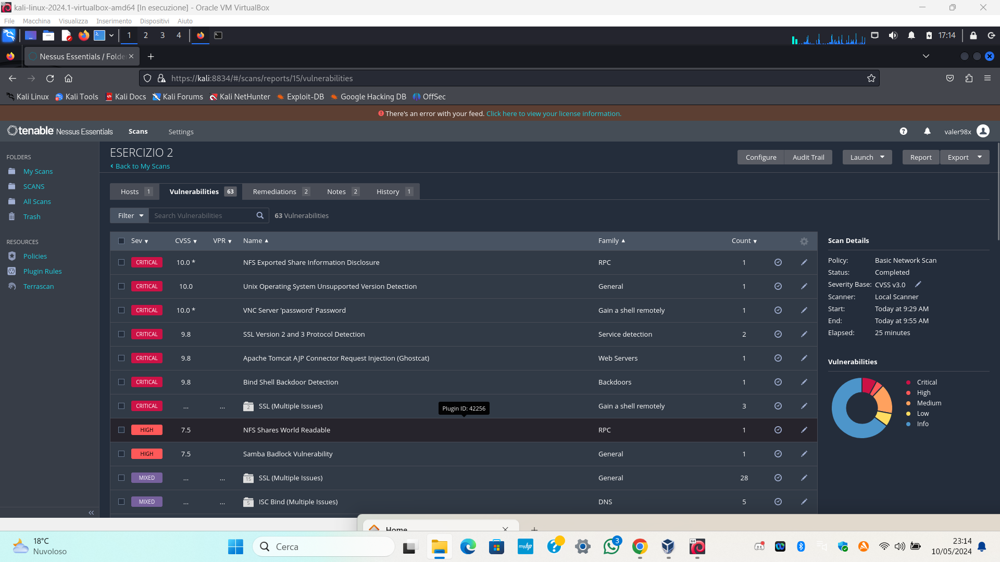 kali-linux-2024.1-virtualbox-amd64 [In esecuzione] - Oracle VM VirtualBox
File Macchina Visualizza Inserimento Dispositivi Aiuto
1 2 3 4 17:14
Nessus Essentials / Folde
https://kali:8834/#/scans/reports/15/vulnerabilities
Kali Linux Kali Tools Kali Docs Kali Forums Kali NetHunter Exploit-DB Google Hacking DB OffSec
There's an error with your feed. Click here to view your license information.
tenable Nessus Essentials Scans Settings valer98x
FOLDERS
My Scans
SCANS
All Scans
Trash
RESOURCES
Policies
Plugin Rules
Terrascan
ESERCIZIO 2
Back to My Scans
Configure Audit Trail Launch Report Export
Hosts 1 Vulnerabilities 63 Remediations 2 Notes 2 History 1
Filter Search Vulnerabilities 63 Vulnerabilities
Sev CVSS VPR Name Family Count
CRITICAL 10.0 * NFS Exported Share Information Disclosure RPC 1
CRITICAL 10.0 Unix Operating System Unsupported Version Detection General 1
CRITICAL 10.0 * VNC Server 'password' Password Gain a shell remotely 1
CRITICAL 9.8 SSL Version 2 and 3 Protocol Detection Service detection 2
CRITICAL 9.8 Apache Tomcat AJP Connector Request Injection (Ghostcat) Web Servers 1
CRITICAL 9.8 Bind Shell Backdoor Detection Backdoors 1
CRITICAL ... ... 2 SSL (Multiple Issues) Gain a shell remotely 3
Plugin ID: 42256
HIGH 7.5 NFS Shares World Readable RPC 1
HIGH 7.5 Samba Badlock Vulnerability General 1
MIXED ... ... 15 SSL (Multiple Issues) General 28
MIXED ... ... 5 ISC Bind (Multiple Issues) DNS 5
Scan Details
Policy: Basic Network Scan
Status: Completed
Severity Base: CVSS v3.0
Scanner: Local Scanner
Start: Today at 9:29 AM
End: Today at 9:55 AM
Elapsed: 25 minutes
Vulnerabilities
Critical
High
Medium
Low
Info
Home
18°C
Nuvoloso
Cerca
myhp
3
64
23:14
10/05/2024